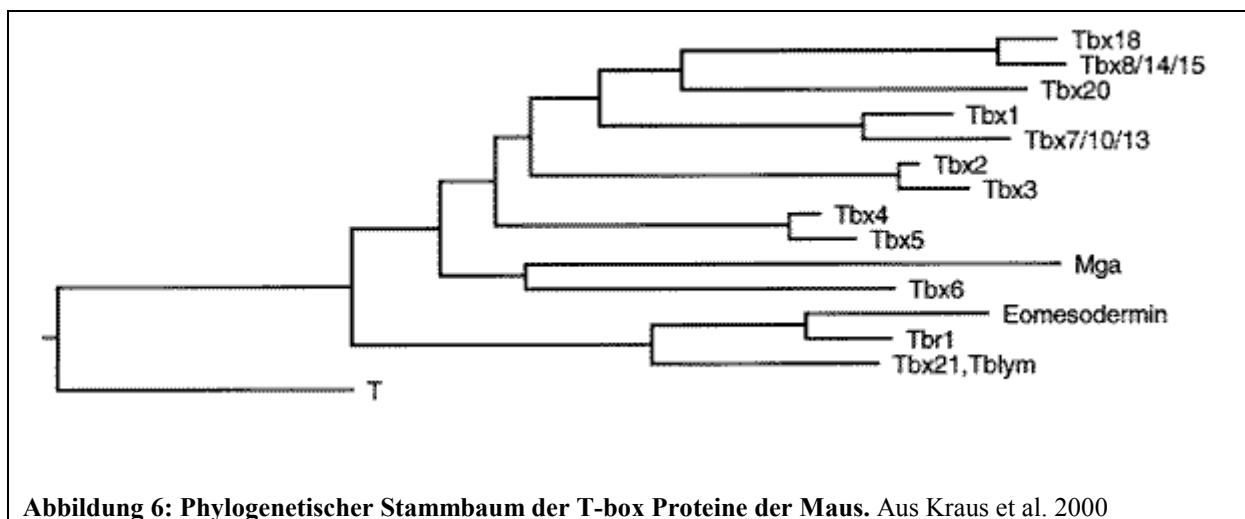 Tbx18
Tbx8/14/15
Tbx20
Tbx1
Tbx7/10/13
Tbx2
Tbx3
Tbx4
Tbx5
Mga
Tbx6
Eomesodermin
Tbr1
Tbx21,Tblym
T
Abbildung 6: Phylogenetischer Stammbaum der T-box Proteine der Maus. Aus Kraus et al. 2000